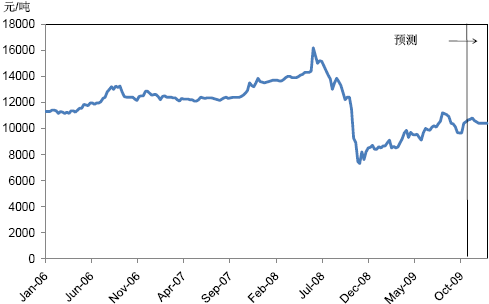 元/吨
18000
16000
14000
12000
10000
8000
6000
4000
2000
0
预测
Jan-06
Jun-06
Nov-06
Apr-07
Sep-07
Feb-08
Jul-08
Dec-08
May-09
Oct-09